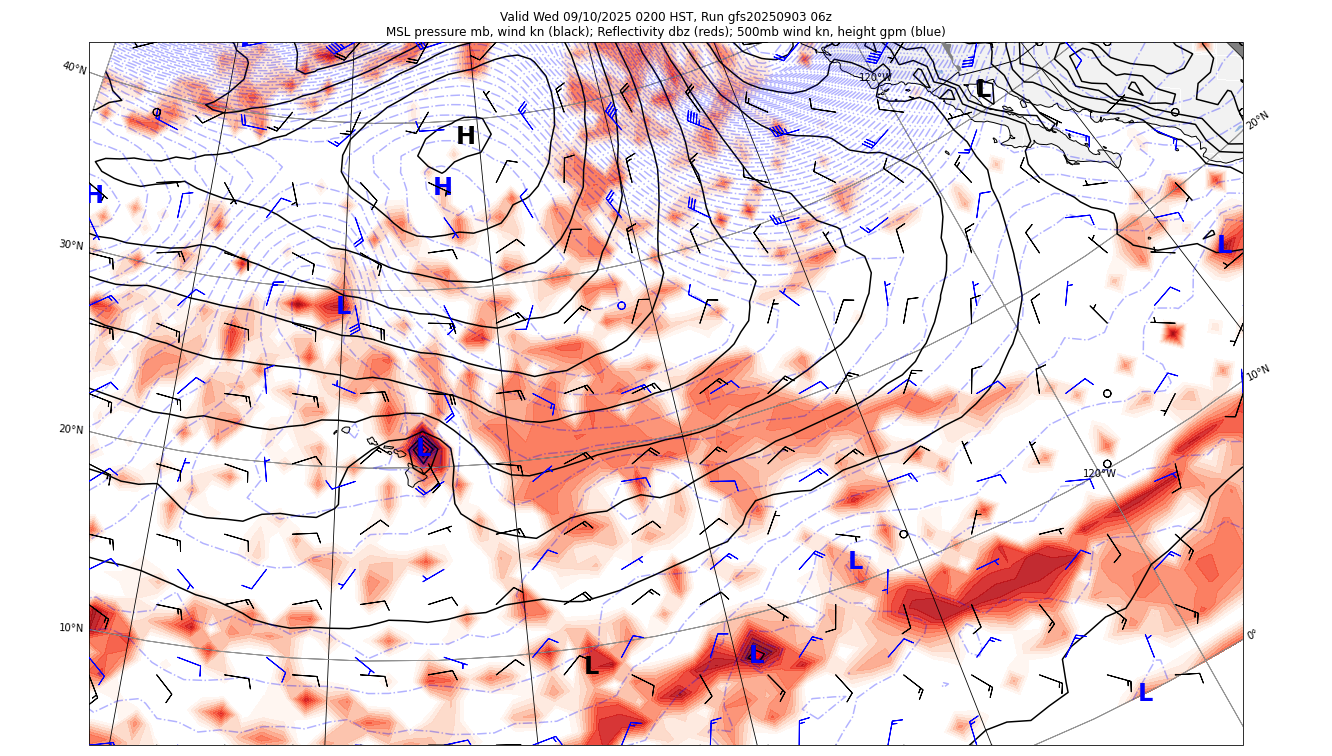 Valid Wed 09/10/2025 0200 HST, Run gfs20250903 06z
MSL pressure mb, wind kn (black); Reflectivity dbz (reds); 500mb wind kn, height gpm (blue)
40°N
120°W
L
20°N
H
H
H
30°N
L
L
10°N
20°N
L
120°W
L
10°N
0°
L
L
L